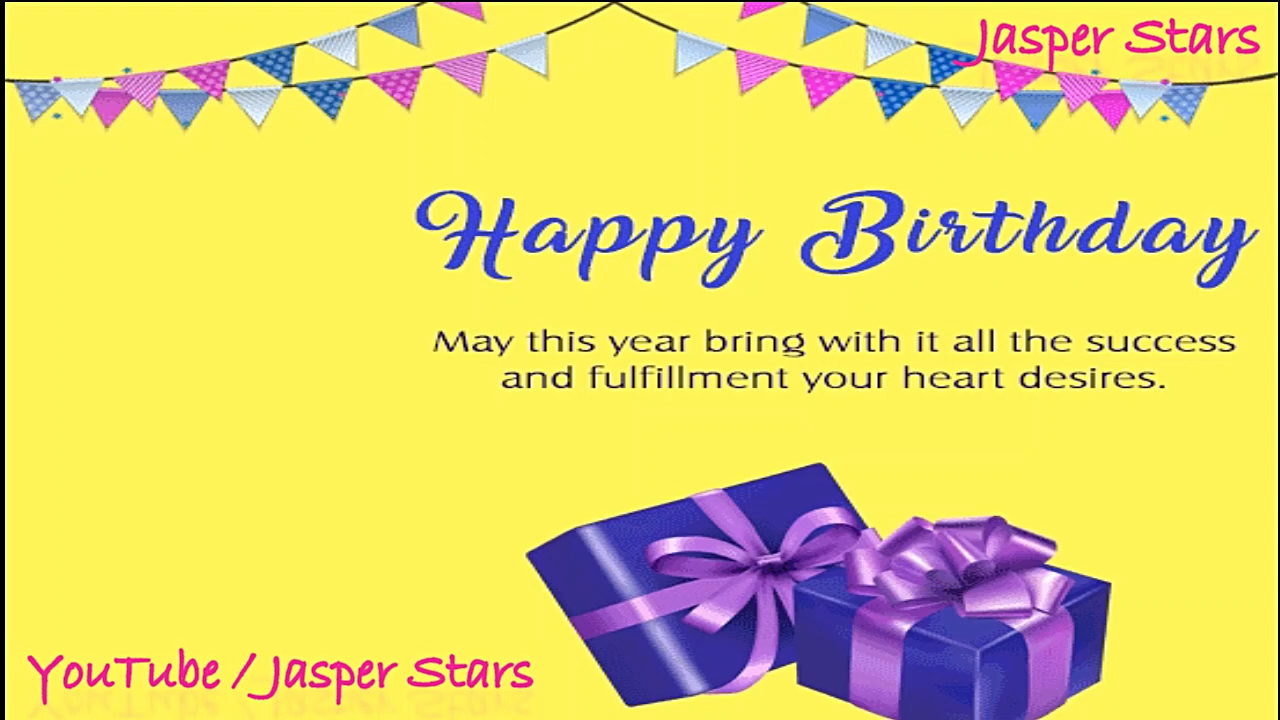 Jasper Stars
Happy Birthday
May this year bring with it all the success
and fulfillment your heart desires.
YouTube / Jasper Stars